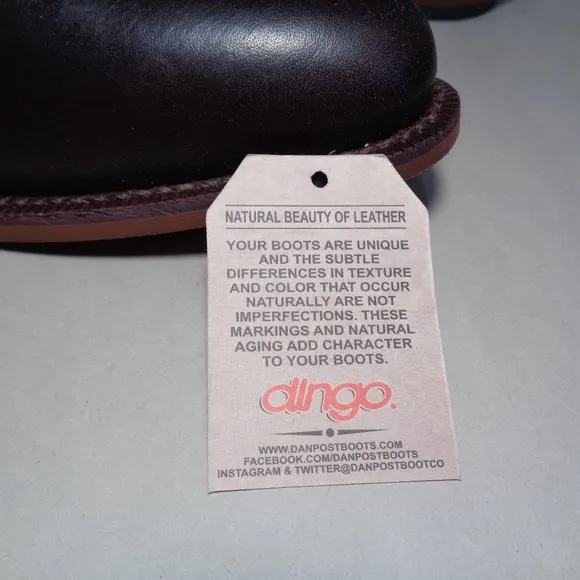 NATURAL BEAUTY OF LEATHER
YOUR BOOTS ARE UNIQUE
AND THE SUBTLE
DIFFERENCES IN TEXTURE
AND COLOR THAT OCCUR
NATURALLY ARE NOT
IMPERFECTIONS. THESE
MARKINGS AND NATURAL
AGING ADD CHARACTER
TO YOUR BOOTS.
dingo.
WWW.DANPOSTBOOTS.COM
FACEBOOK.COM/DANPOSTBOOTS
INSTAGRAM & TWITTER@DANPOSTBOOTCO